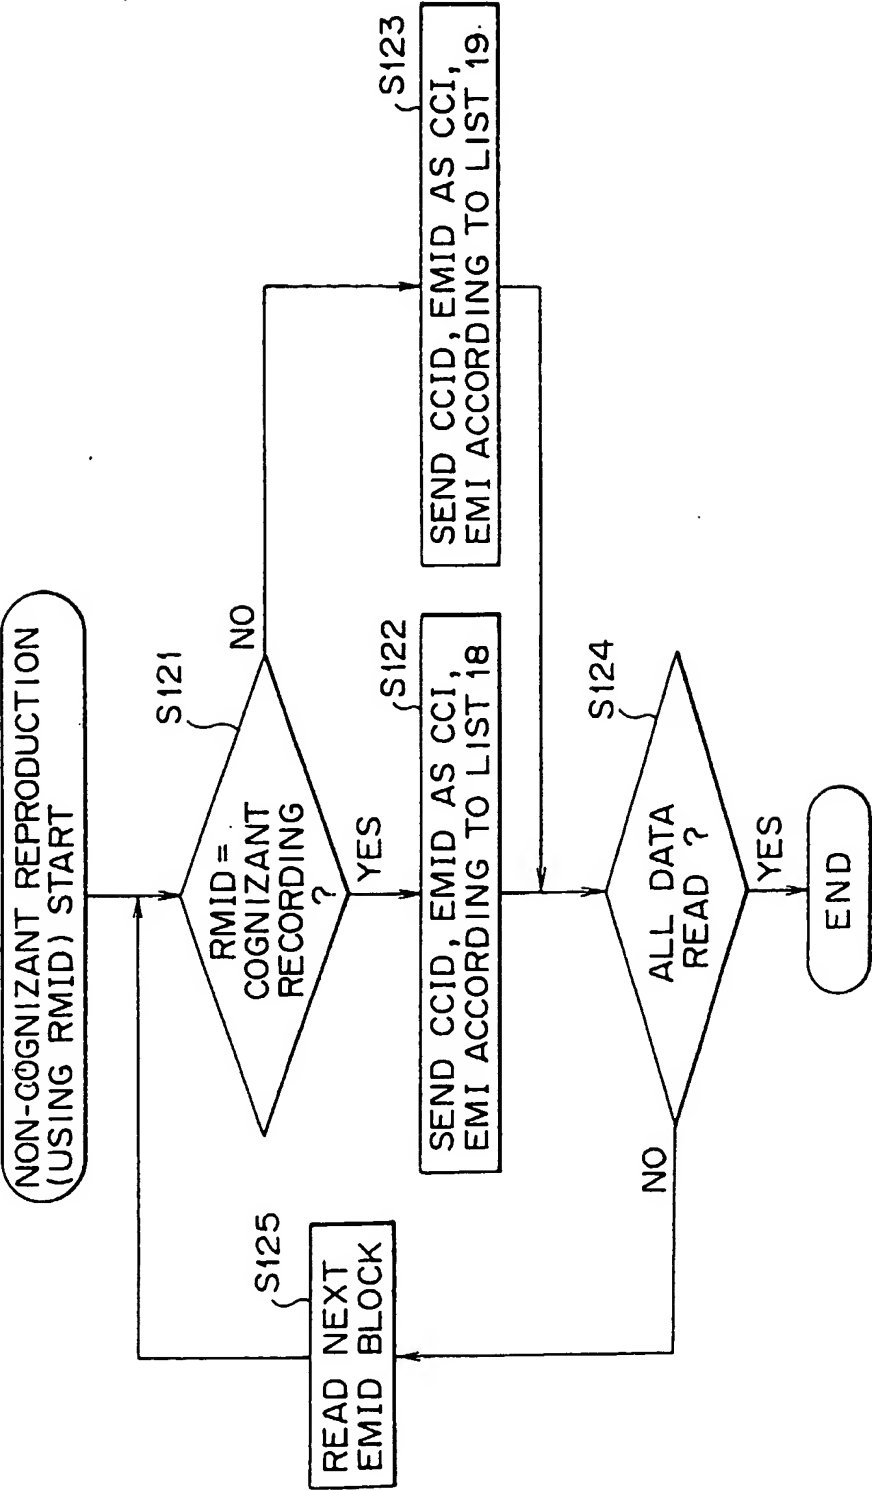 NON-COGNIZANT REPRODUCTION
(USING RMID) START
S121
RMID=
COGNIZANT
RECORDING
?
NO
YES
S122
SEND CCID, EMID AS CCI,
EMI ACCORDING TO LIST 18
S123
SEND CCID, EMID AS CCI,
EMI ACCORDING TO LIST 19
S124
ALL DATA
READ ?
NO
YES
S125
READ NEXT
EMID BLOCK
END